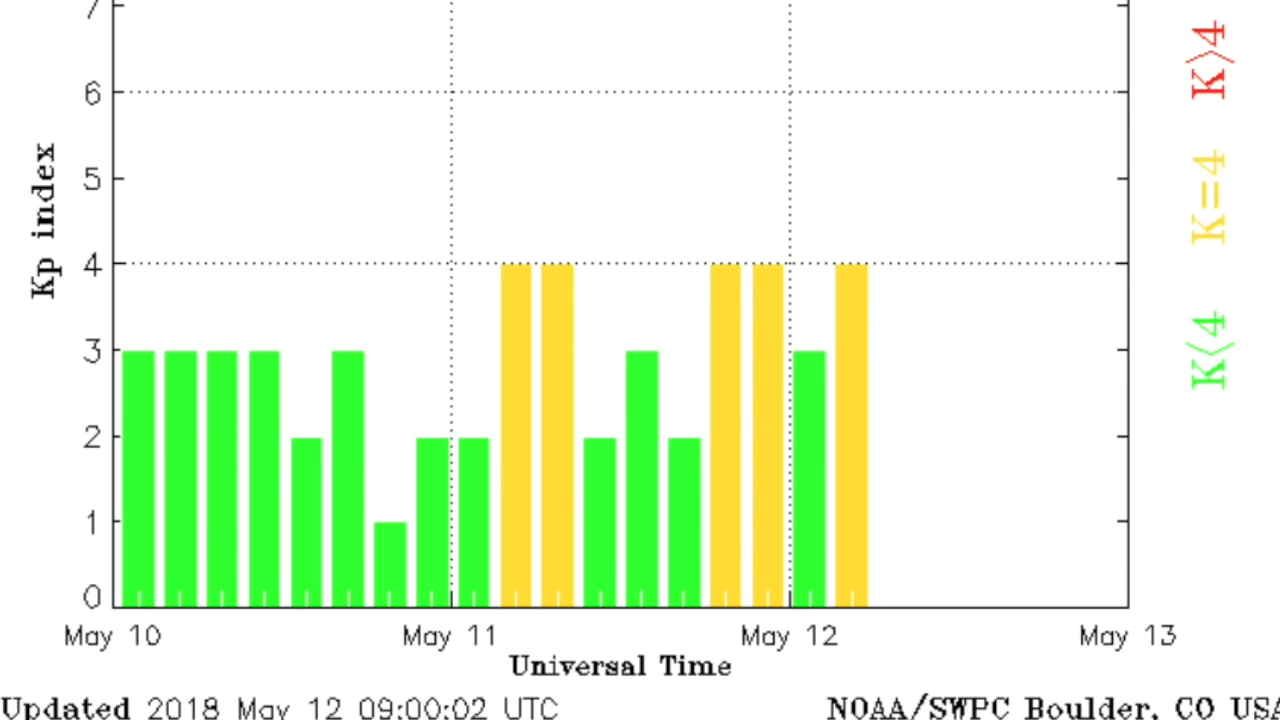 7
6
5
4
3
2
1
0
Kp index
May 10 May 11 May 12 May 13
Universal Time
Updated 2018 May 12 09:00:02 UTC
NOAA/SWPC Boulder, CO USA
K>4
K=4
K<4